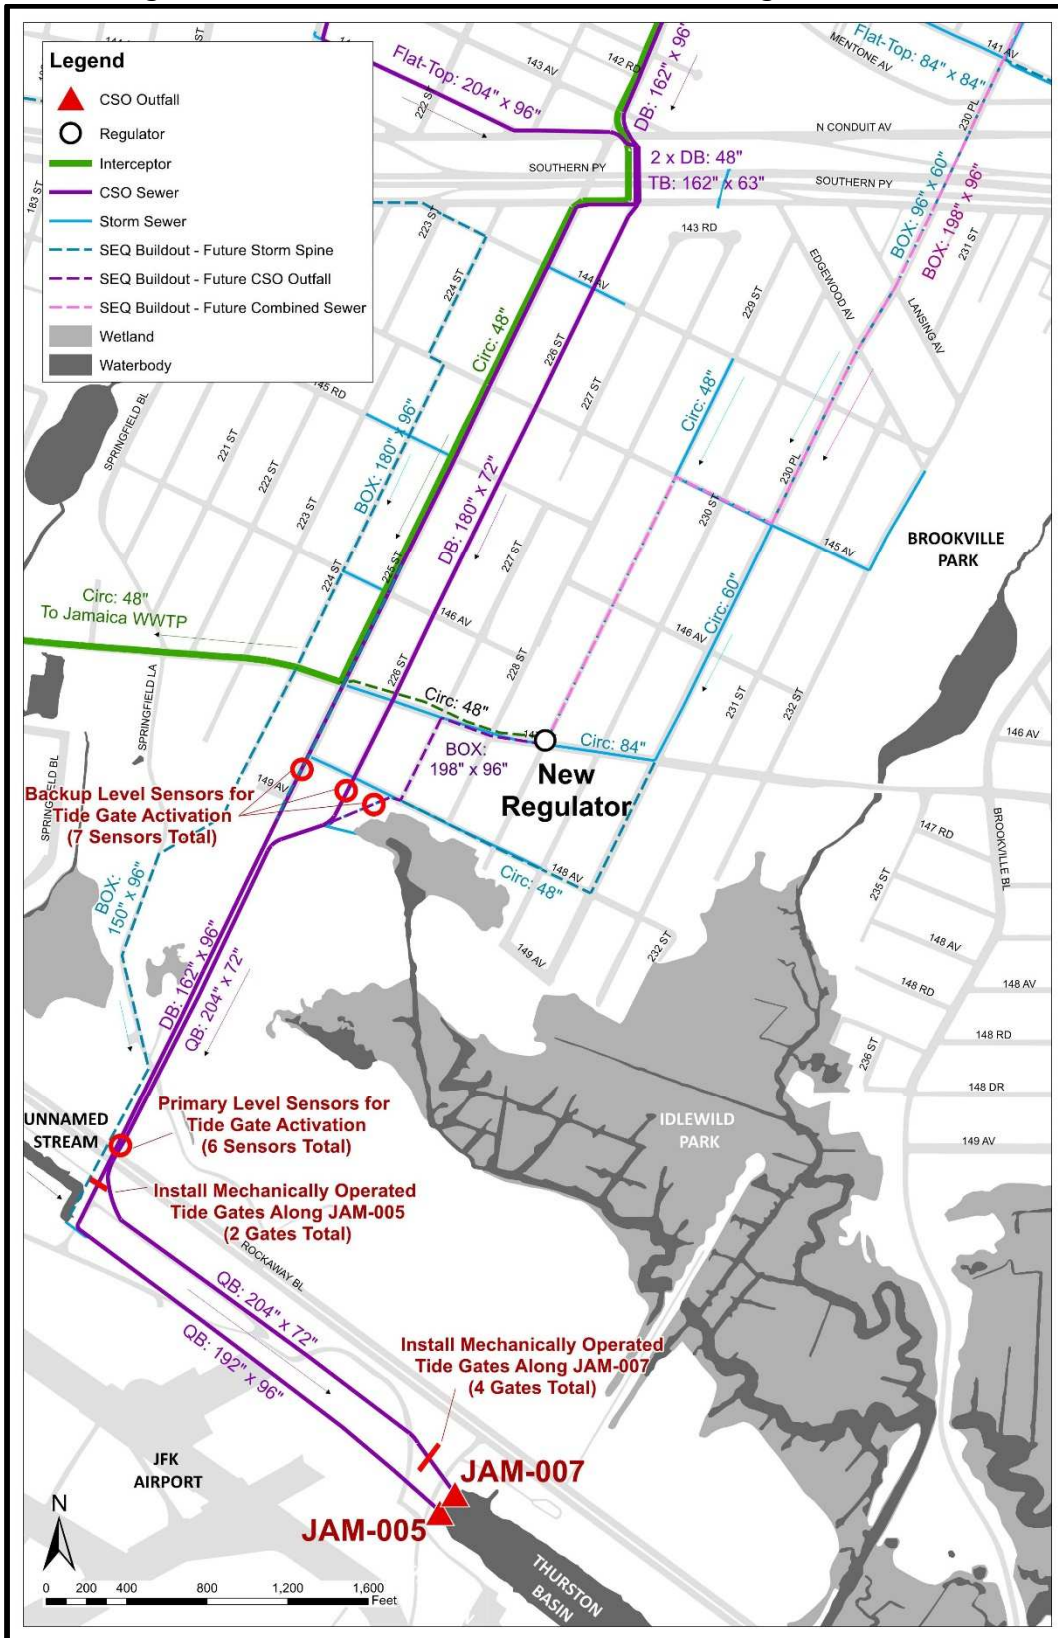 Legend
CSO Outfall
Regulator
Interceptor
CSO Sewer
Storm Sewer
SEQ Buildout - Future Storm Spine
SEQ Buildout - Future CSO Outfall
SEQ Buildout - Future Combined Sewer
Wetland
Waterbody
Flat-Top: 204" x 96"
143 AV
142 RD
DB: 162" x 96"
MENTONE AV
Flat-Top: 84" x 84"
141 AV
222 ST
N CONDUIT AV
230 PL
183 ST
SOUTHERN PY
2 x DB: 48"
TB: 162" x 63"
SOUTHERN PY
BOX: 96" x 60"
BOX: 198" x 96"
223 ST
143 RD
231 ST
224 ST
144 AV
EDGEWOOD AV
229 ST
LANSING AV
Circ: 48"
226 ST
145 RD
227 ST
Circ: 48"
SPRINGFIELD BL
221 ST
222 ST
223 ST
BOX: 180" x 96"
DB: 180" x 72"
230 PL
230 ST
145 AV
BROOKVILLE
PARK
227 ST
225 ST
224 ST
Circ: 60"
Circ: 48"
To Jamaica WWTP
146 AV
146 AV
228 ST
226 ST
231 ST
232 ST
SPRINGFIELD LA
Circ: 48"
Circ: 84"
146 AV
BOX:
198" x 96"
New
Regulator
149 AV
SPRINGFIELD BL
Backup Level Sensors for
Tide Gate Activation
(7 Sensors Total)
BROOKVILLE BL
147 RD
235 ST
148 AV
Circ: 48"
BOX:
150" x 96"
232 ST
149 AV
148 AV
148 AV
148 RD
DB: 162" x 96"
QB: 204" x 72"
148 RD
236 ST
148 DR
UNNAMED
STREAM
Primary Level Sensors for
Tide Gate Activation
(6 Sensors Total)
IDLEWILD
PARK
149 AV
Install Mechanically Operated
Tide Gates Along JAM-005
(2 Gates Total)
ROCKAWAY BL
QB: 204" x 72"
QB: 192" x 96"
Install Mechanically Operated
Tide Gates Along JAM-007
(4 Gates Total)
JFK
AIRPORT
JAM-007
JAM-005
THURSTON
BASIN
N
0 200 400 800 1,200 1,600
Feet